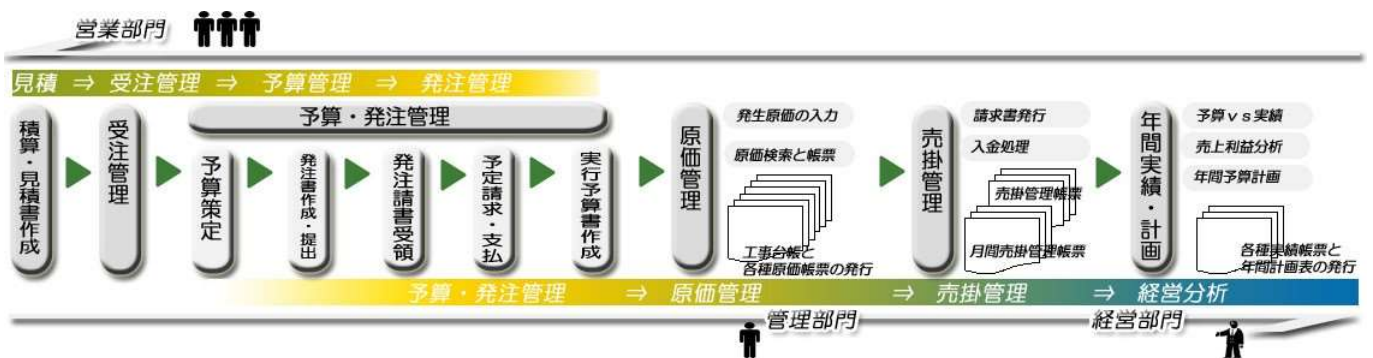 営業部門
見積 ⇒ 受注管理 ⇒ 予算管理 ⇒ 発注管理
積算・見積書作成
受注管理
予算・発注管理
予算策定
発注書作成・提出
発注請書受領
予定請求・支払
実行予算書作成
原価管理
発生原価の入力
原価検索と帳票
工事台帳と
各種原価帳票の発行
売掛管理
請求書発行
入金処理
売掛管理帳票
月間売掛管理帳票
年間実績・計画
予算vs実績
売上利益分析
年間予算計画
各種実績帳票と
年間計画表の発行
予算・発注管理 ⇒ 原価管理 ⇒ 売掛管理 ⇒ 経営分析
管理部門
経営部門